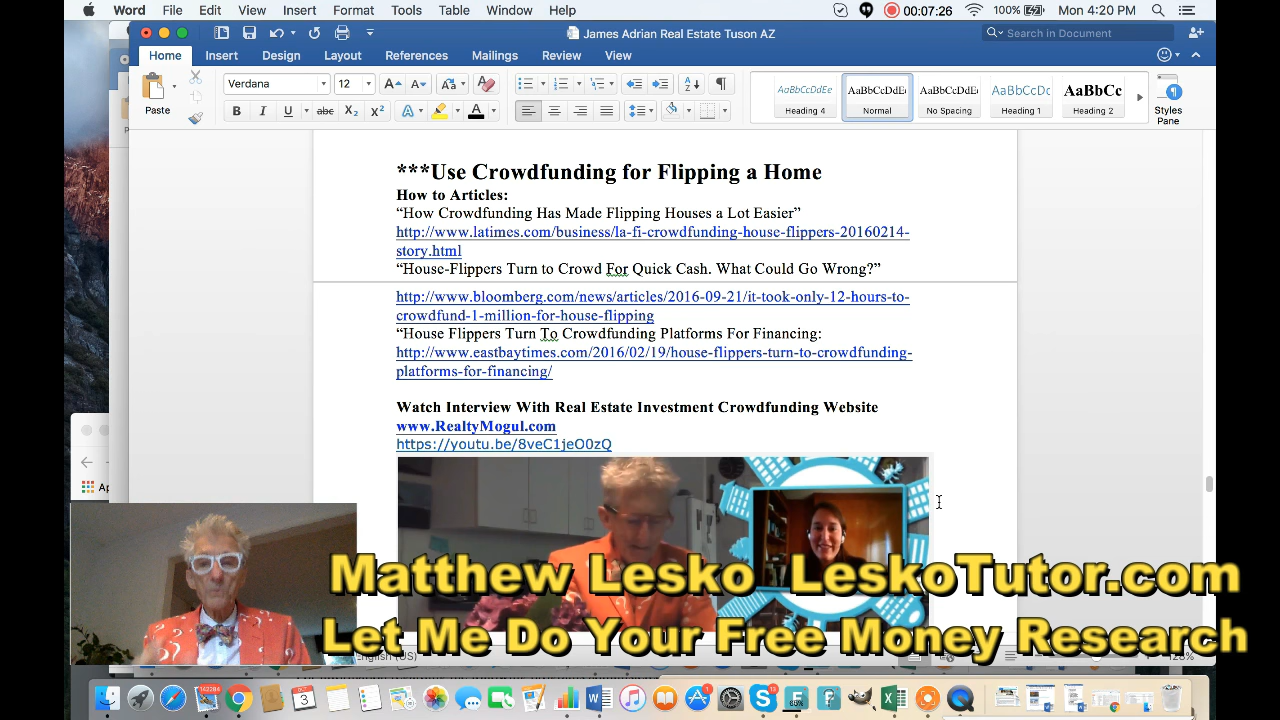 Word File Edit View Insert Format Tools Table Window Help 00:07:26 100% Mon 4:20 PM
James Adrian Real Estate Tuson AZ
Search in Document
Home Insert Design Layout References Mailings Review View
Paste
Verdana 12
B I U abc X₂ X²
AaBbCcDdEe AaBbCcDdEe AaBbCcDdEe AaBbCcDc AaBbCc
Heading 4 Normal No Spacing Heading 1 Heading 2
Styles Pane
***Use Crowdfunding for Flipping a Home
How to Articles:
“How Crowdfunding Has Made Flipping Houses a Lot Easier”
http://www.latimes.com/business/la-fi-crowdfunding-house-flippers-20160214-
story.html
“House-Flippers Turn to Crowd For Quick Cash. What Could Go Wrong?”
http://www.bloomberg.com/news/articles/2016-09-21/it-took-only-12-hours-to-
crowdfund-1-million-for-house-flipping
“House Flippers Turn To Crowdfunding Platforms For Financing:
http://www.eastbaytimes.com/2016/02/19/house-flippers-turn-to-crowdfunding-
platforms-for-financing/
Watch Interview With Real Estate Investment Crowdfunding Website
www.RealtyMogul.com
https://youtu.be/8veC1jeO0zQ
Matthew Lesko LeskoTutor.com
Let Me Do Your Free Money Research
English (US) 128%